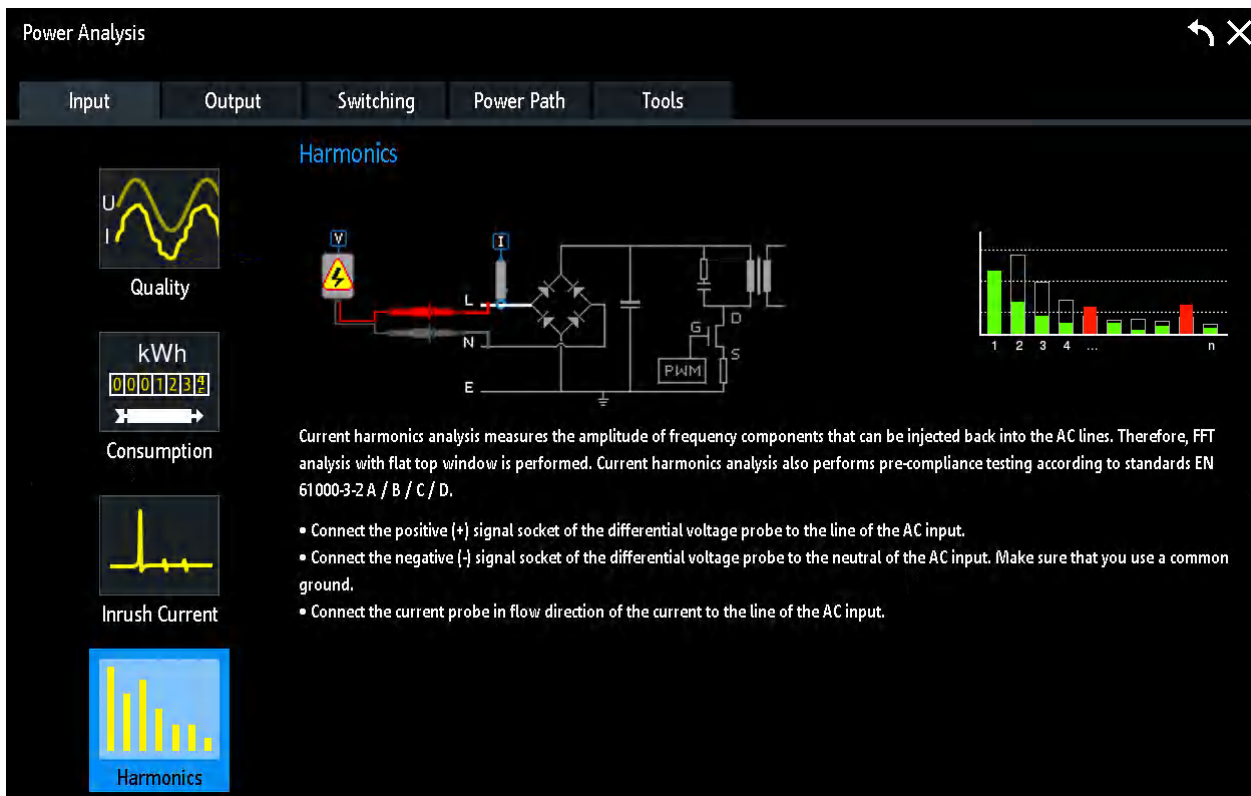 Power Analysis
Input Output Switching Power Path Tools
Harmonics
U
I
Quality
kWh
000123
Consumption
Inrush Current
Harmonics
V
I
L
N
E
G
D
S
PWM
1 2 3 4 ... n
Current harmonics analysis measures the amplitude of frequency components that can be injected back into the AC lines. Therefore, FFT
analysis with flat top window is performed. Current harmonics analysis also performs pre-compliance testing according to standards EN
61000-3-2 A / B / C / D.
• Connect the positive (+) signal socket of the differential voltage probe to the line of the AC input.
• Connect the negative (-) signal socket of the differential voltage probe to the neutral of the AC input. Make sure that you use a common
ground.
• Connect the current probe in flow direction of the current to the line of the AC input.